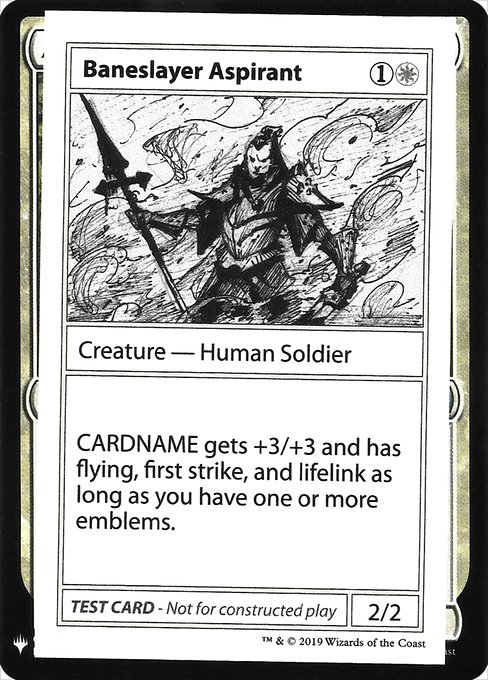 Baneslayer Aspirant 1
Creature — Human Soldier
CARDNAME gets +3/+3 and has
flying, first strike, and lifelink as
long as you have one or more
emblems.
TEST CARD - Not for constructed play 2/2
™ & © 2019 Wizards of the Coast